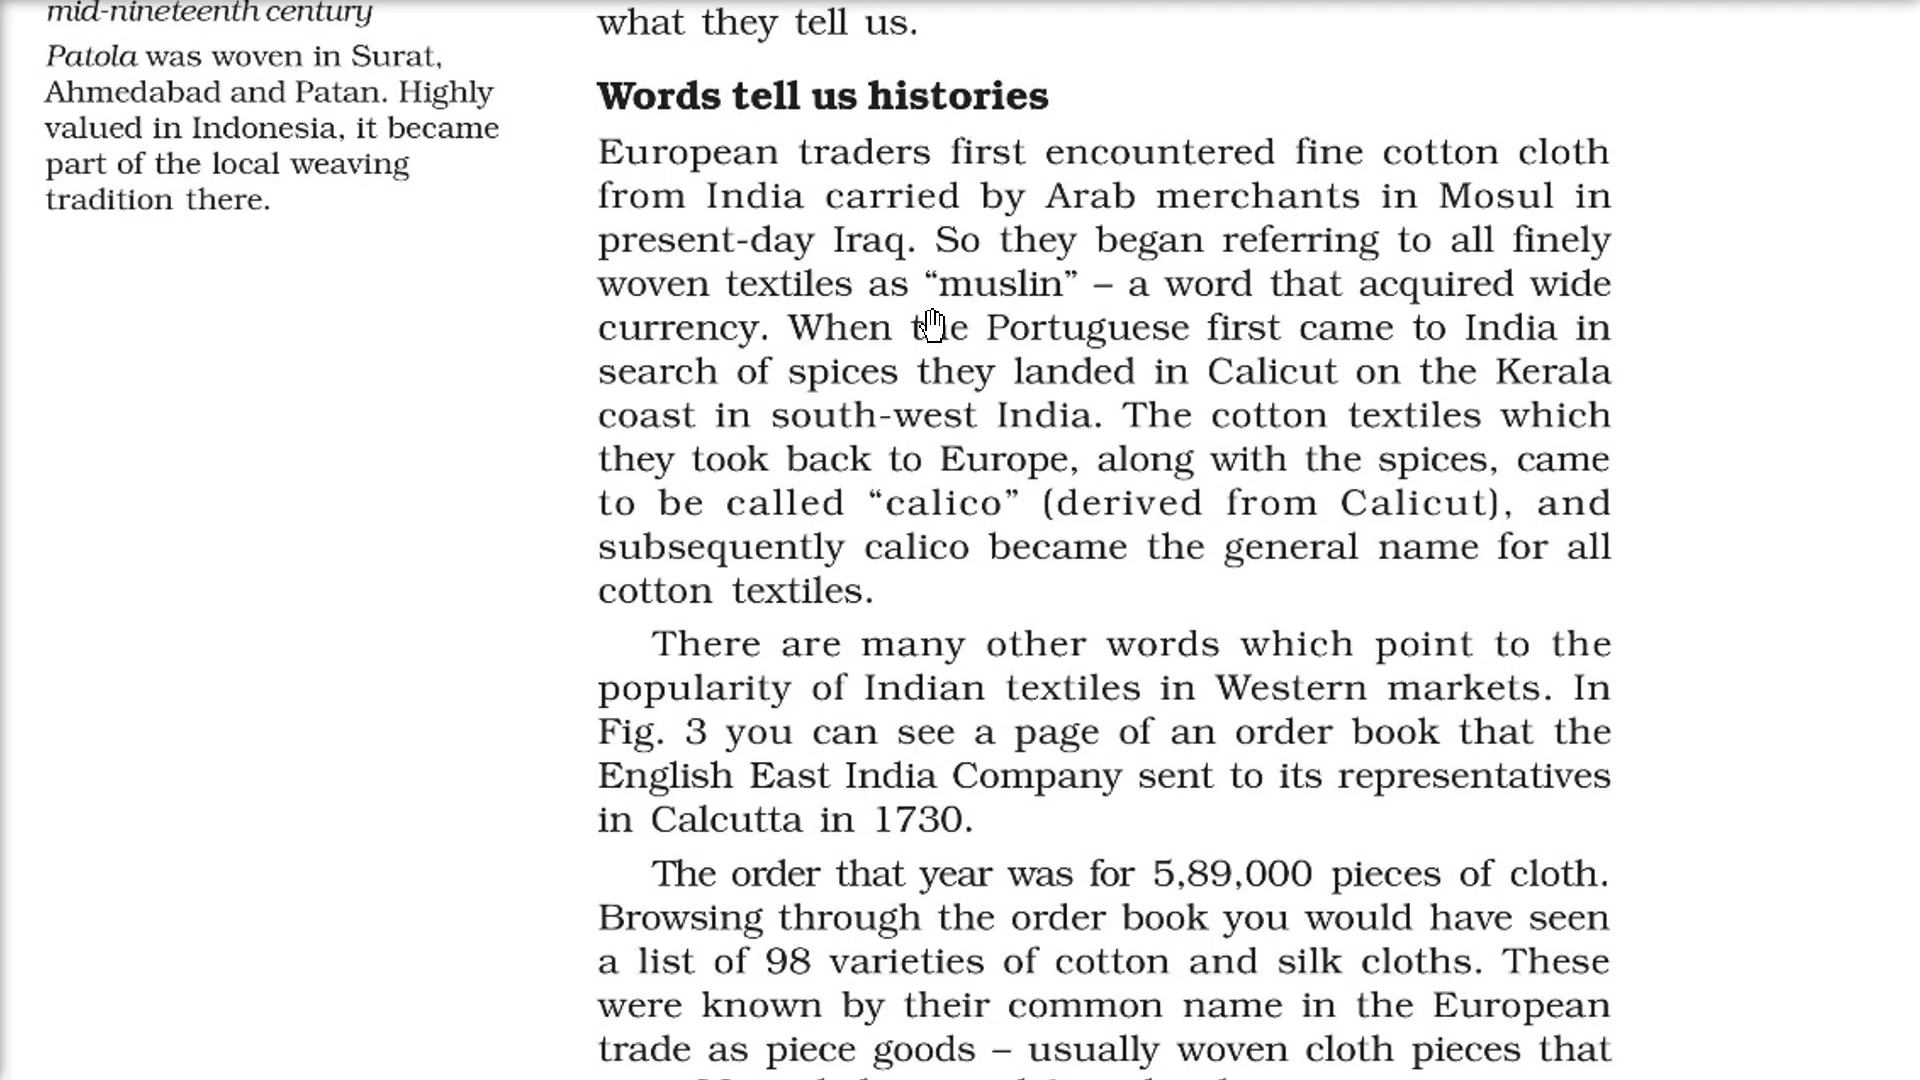 mid-nineteenth century
Patola was woven in Surat,
Ahmedabad and Patan. Highly
valued in Indonesia, it became
part of the local weaving
tradition there.
what they tell us.
Words tell us histories
European traders first encountered fine cotton cloth
from India carried by Arab merchants in Mosul in
present-day Iraq. So they began referring to all finely
woven textiles as “muslin” – a word that acquired wide
currency. When the Portuguese first came to India in
search of spices they landed in Calicut on the Kerala
coast in south-west India. The cotton textiles which
they took back to Europe, along with the spices, came
to be called “calico” (derived from Calicut), and
subsequently calico became the general name for all
cotton textiles.
There are many other words which point to the
popularity of Indian textiles in Western markets. In
Fig. 3 you can see a page of an order book that the
English East India Company sent to its representatives
in Calcutta in 1730.
The order that year was for 5,89,000 pieces of cloth.
Browsing through the order book you would have seen
a list of 98 varieties of cotton and silk cloths. These
were known by their common name in the European
trade as piece goods – usually woven cloth pieces that